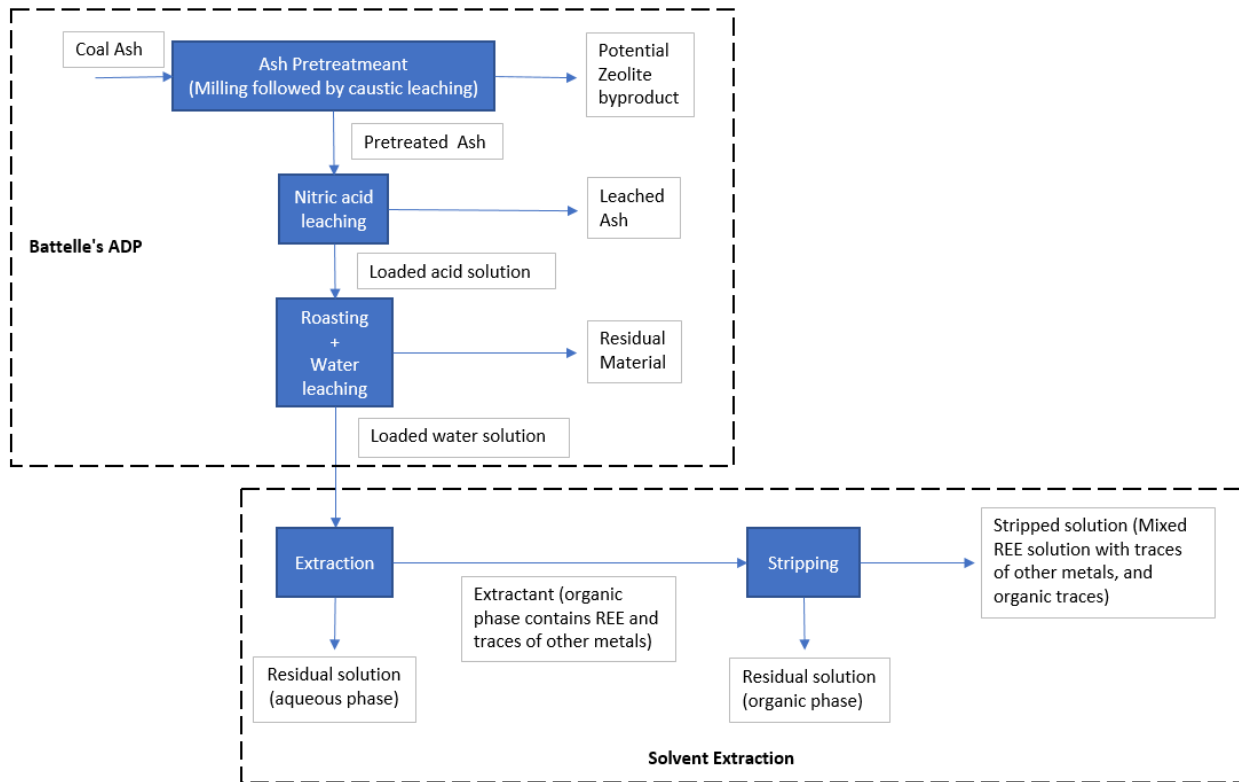 Coal Ash
Ash Pretreatmeant
(Milling followed by caustic leaching)
Potential
Zeolite
byproduct
Pretreated  Ash
Nitric acid
leaching
Leached
Ash
Battelle's ADP
Loaded acid solution
Roasting
+
Water
leaching
Residual
Material
Loaded water solution
Extraction
Stripping
Stripped solution (Mixed
REE solution with traces
of other metals, and
organic traces)
Extractant (organic
phase contains REE and
traces of other metals)
Residual solution
(aqueous phase)
Residual solution
(organic phase)
Solvent Extraction